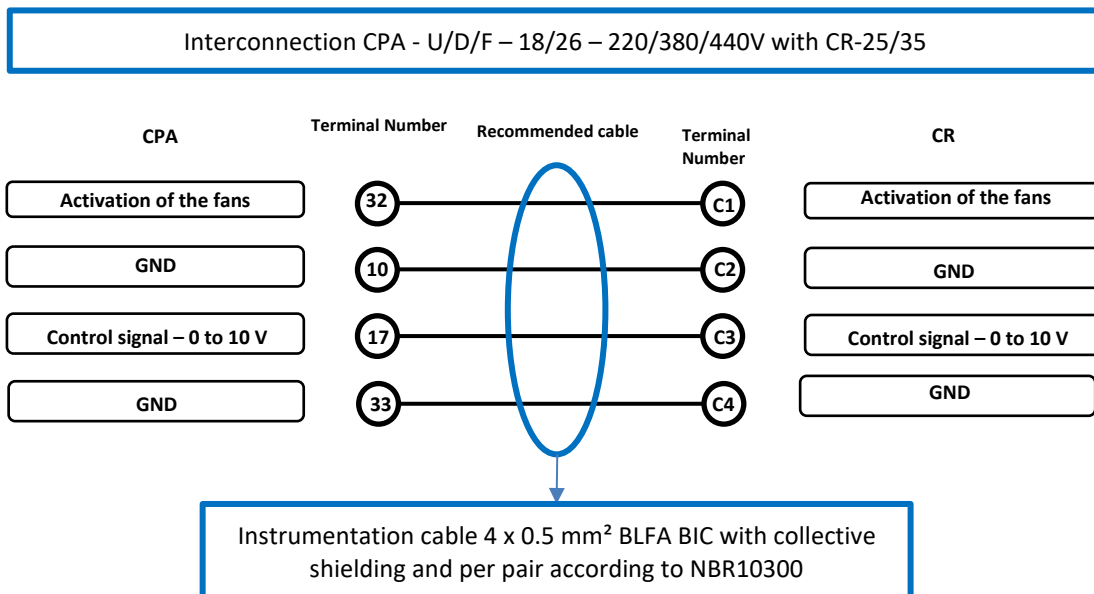 Interconnection CPA - U/D/F – 18/26 – 220/380/440V with CR-25/35
CPA
Terminal Number
Recommended cable
Terminal
Number
CR
Activation of the fans
32
C1
Activation of the fans
GND
10
C2
GND
Control signal – 0 to 10 V
17
C3
Control signal – 0 to 10 V
GND
33
C4
GND
Instrumentation cable 4 x 0.5 mm² BLFA BIC with collective
shielding and per pair according to NBR10300